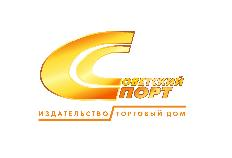 СОВЕТСКИЙ
СПОРТ
ИЗДАТЕЛЬСТВО ТОРГОВЫЙ ДОМ